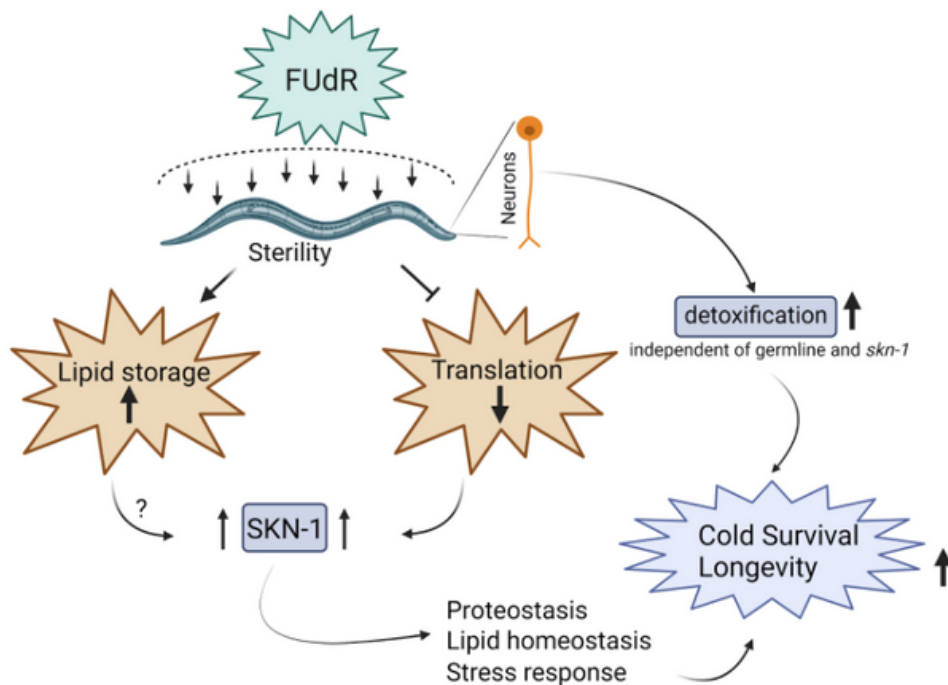 FUdR
Neurons
Sterility
detoxification
independent of germline and skn-1
Lipid storage
Translation
?
SKN-1
Cold Survival
Longevity
Proteostasis
Lipid homeostasis
Stress response